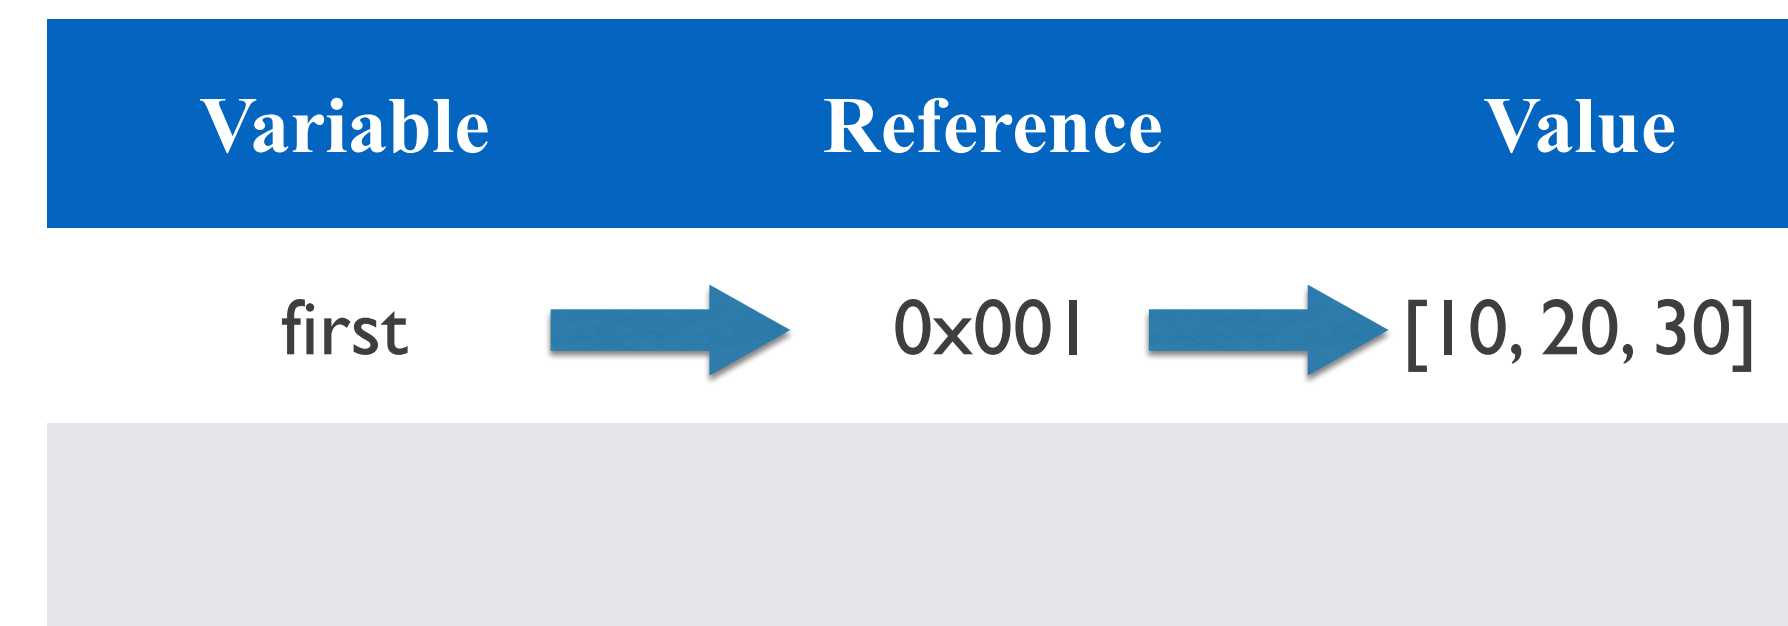 Variable Reference Value
first 0x001 [10, 20, 30]